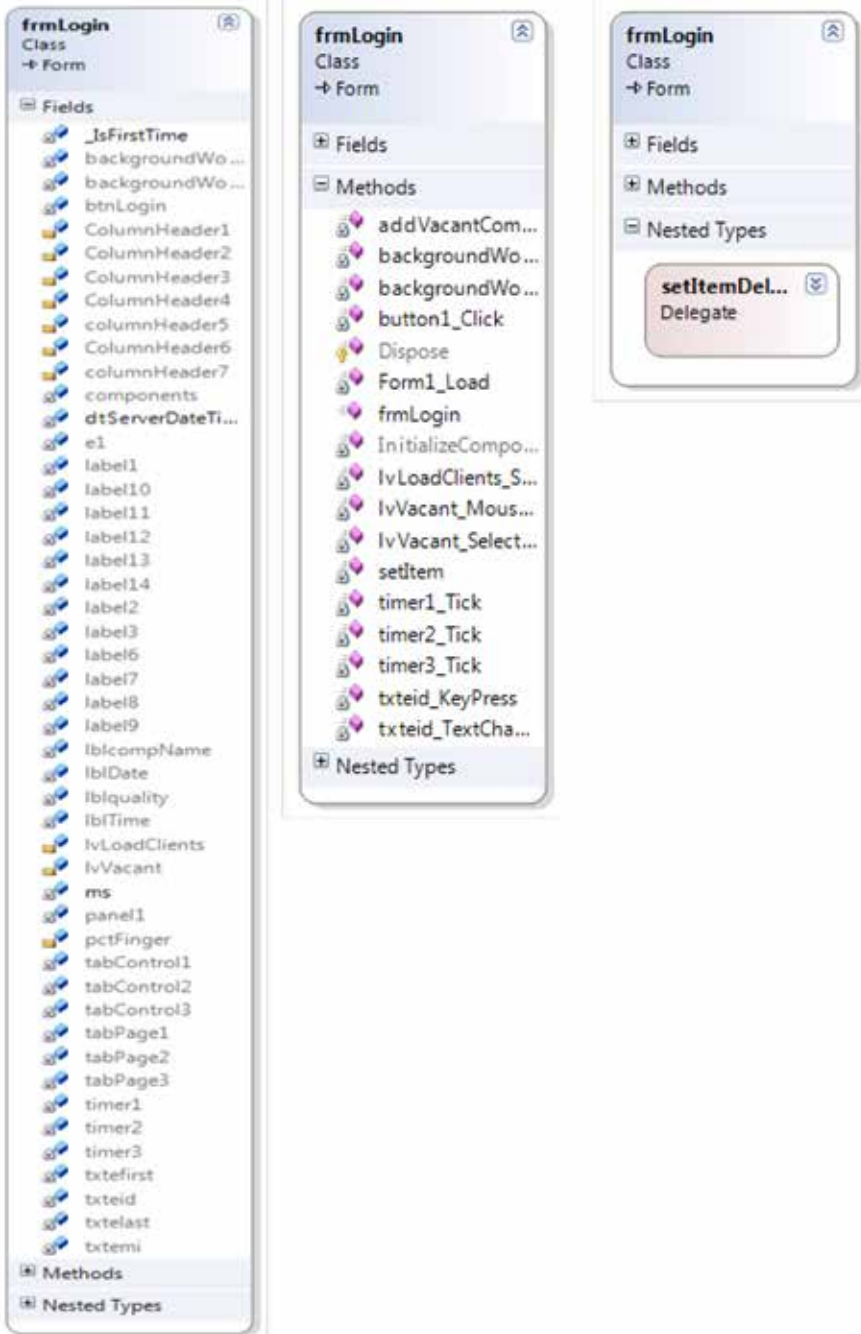 frmLogin
Class
Form
Fields
_IsFirstTime
backgroundWo...
backgroundWo...
btnLogin
ColumnHeader1
ColumnHeader2
ColumnHeader3
ColumnHeader4
columnHeader5
ColumnHeader6
columnHeader7
components
dtServerDateTi...
e1
label1
label10
label11
label12
label13
label14
label2
label3
label6
label7
label8
label9
lblcompName
lblDate
lblquality
lblTime
lvLoadClients
lvVacant
ms
panel1
pctFinger
tabControl1
tabControl2
tabControl3
tabPage1
tabPage2
tabPage3
timer1
timer2
timer3
txtefirst
txteid
txtelast
txtemi
Methods
Nested Types
frmLogin
Class
Form
Fields
Methods
addVacantCom...
backgroundWo...
backgroundWo...
button1_Click
Dispose
Form1_Load
frmLogin
InitializeCompo...
lvLoadClients_S...
lvVacant_Mous...
lvVacant_Select...
setItem
timer1_Tick
timer2_Tick
timer3_Tick
txteid_KeyPress
txteid_TextCha...
Nested Types
frmLogin
Class
Form
Fields
Methods
Nested Types
setItemDel...
Delegate